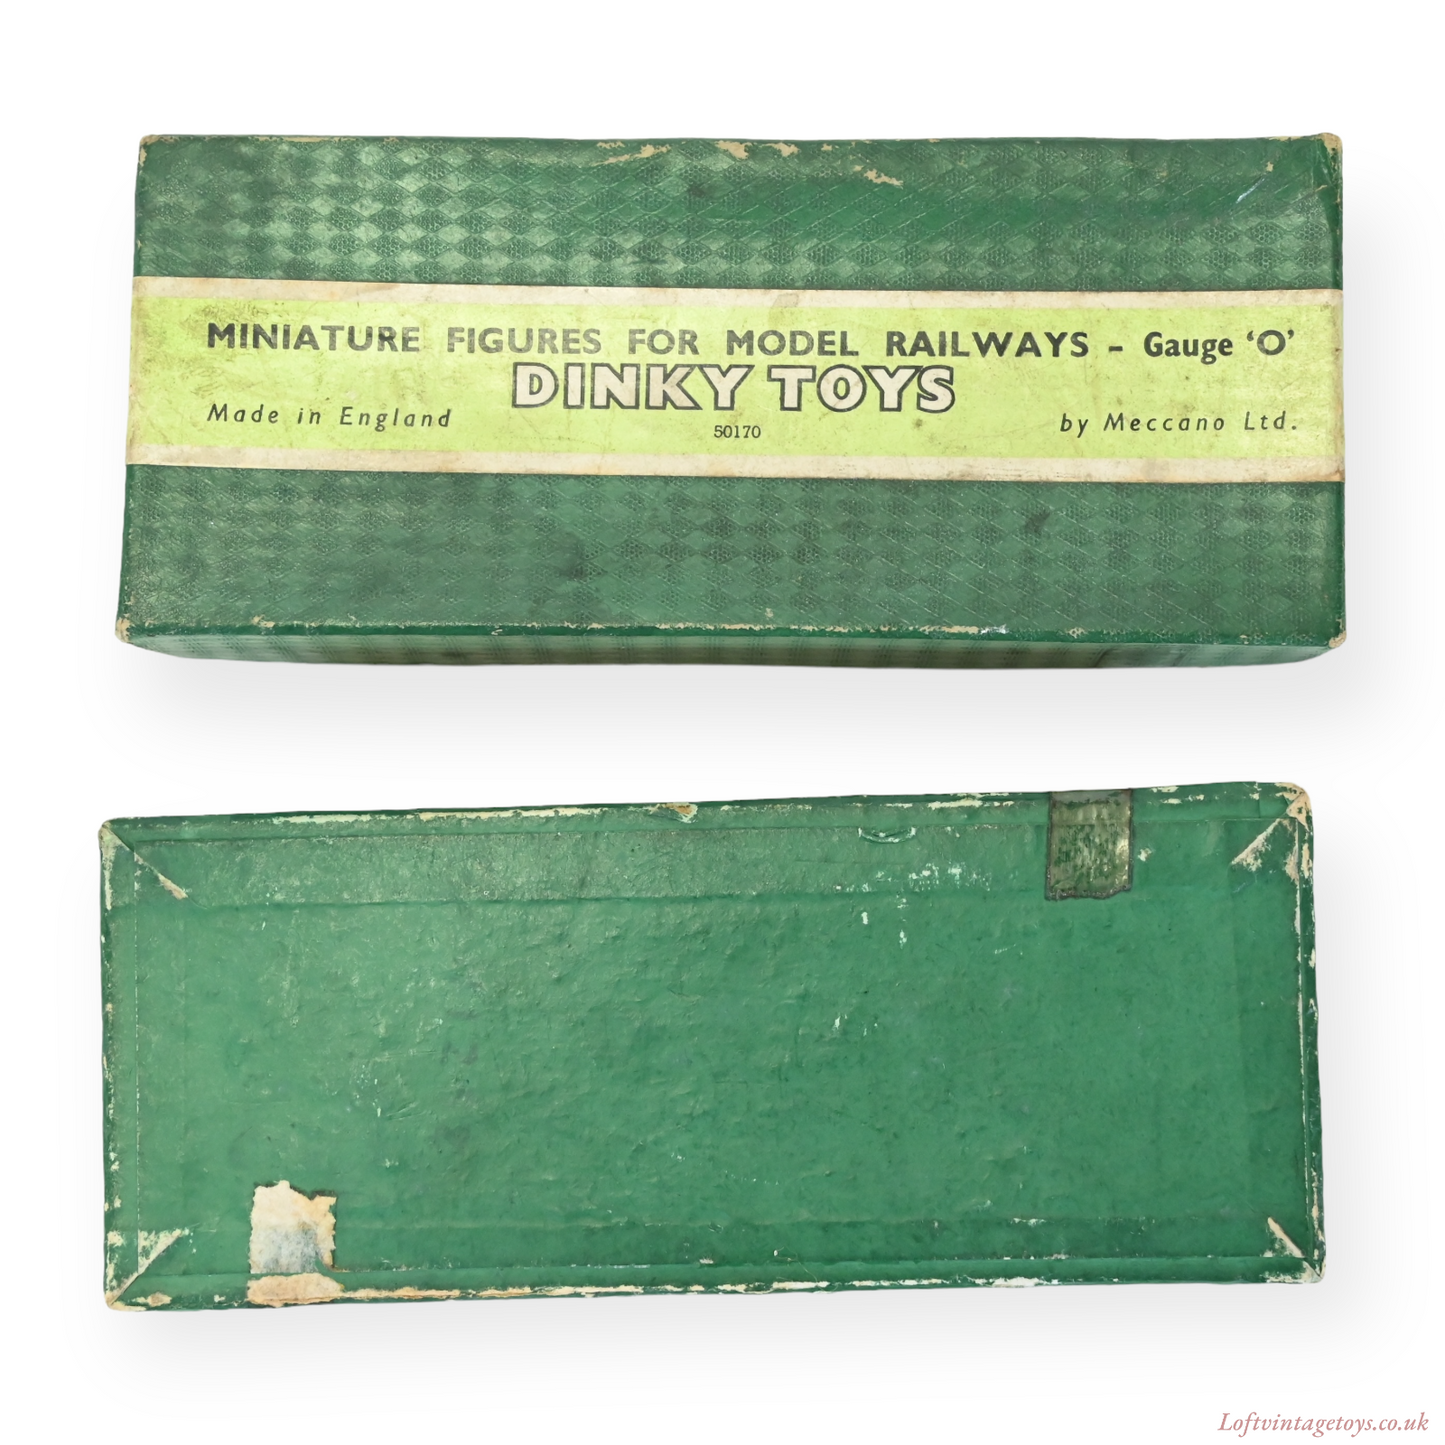 MINIATURE FIGURES FOR MODEL RAILWAYS – Gauge ‘O’
DINKY TOYS
Made in England
50170
by Meccano Ltd.
Loftvintagetoys.co.uk